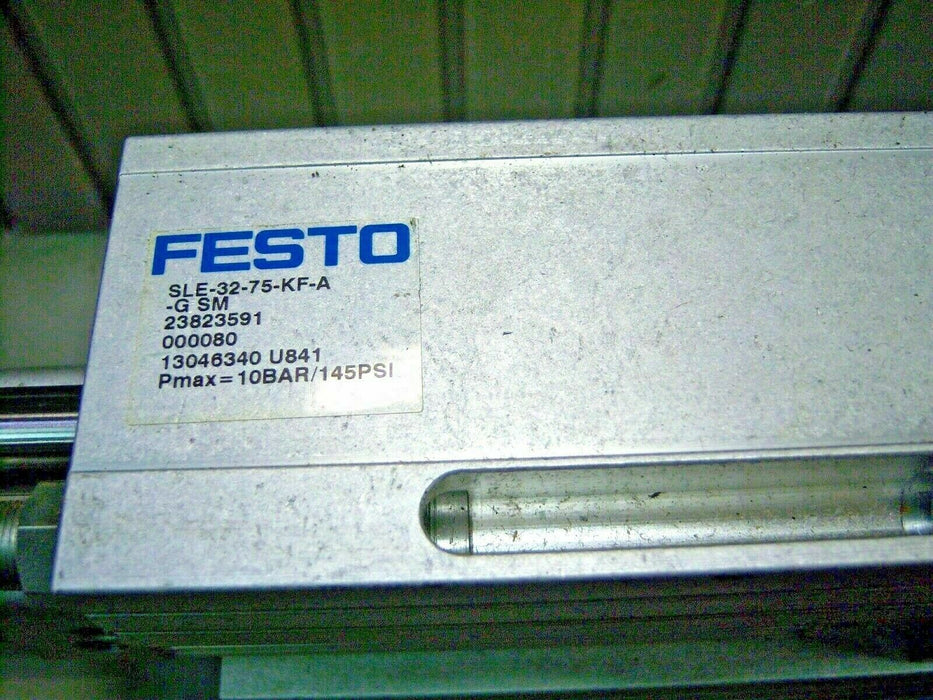 FESTO
SLE-32-75-KF-A
-G SM
23823591
000080
13046340 U841
Pmax=10BAR/145PSI